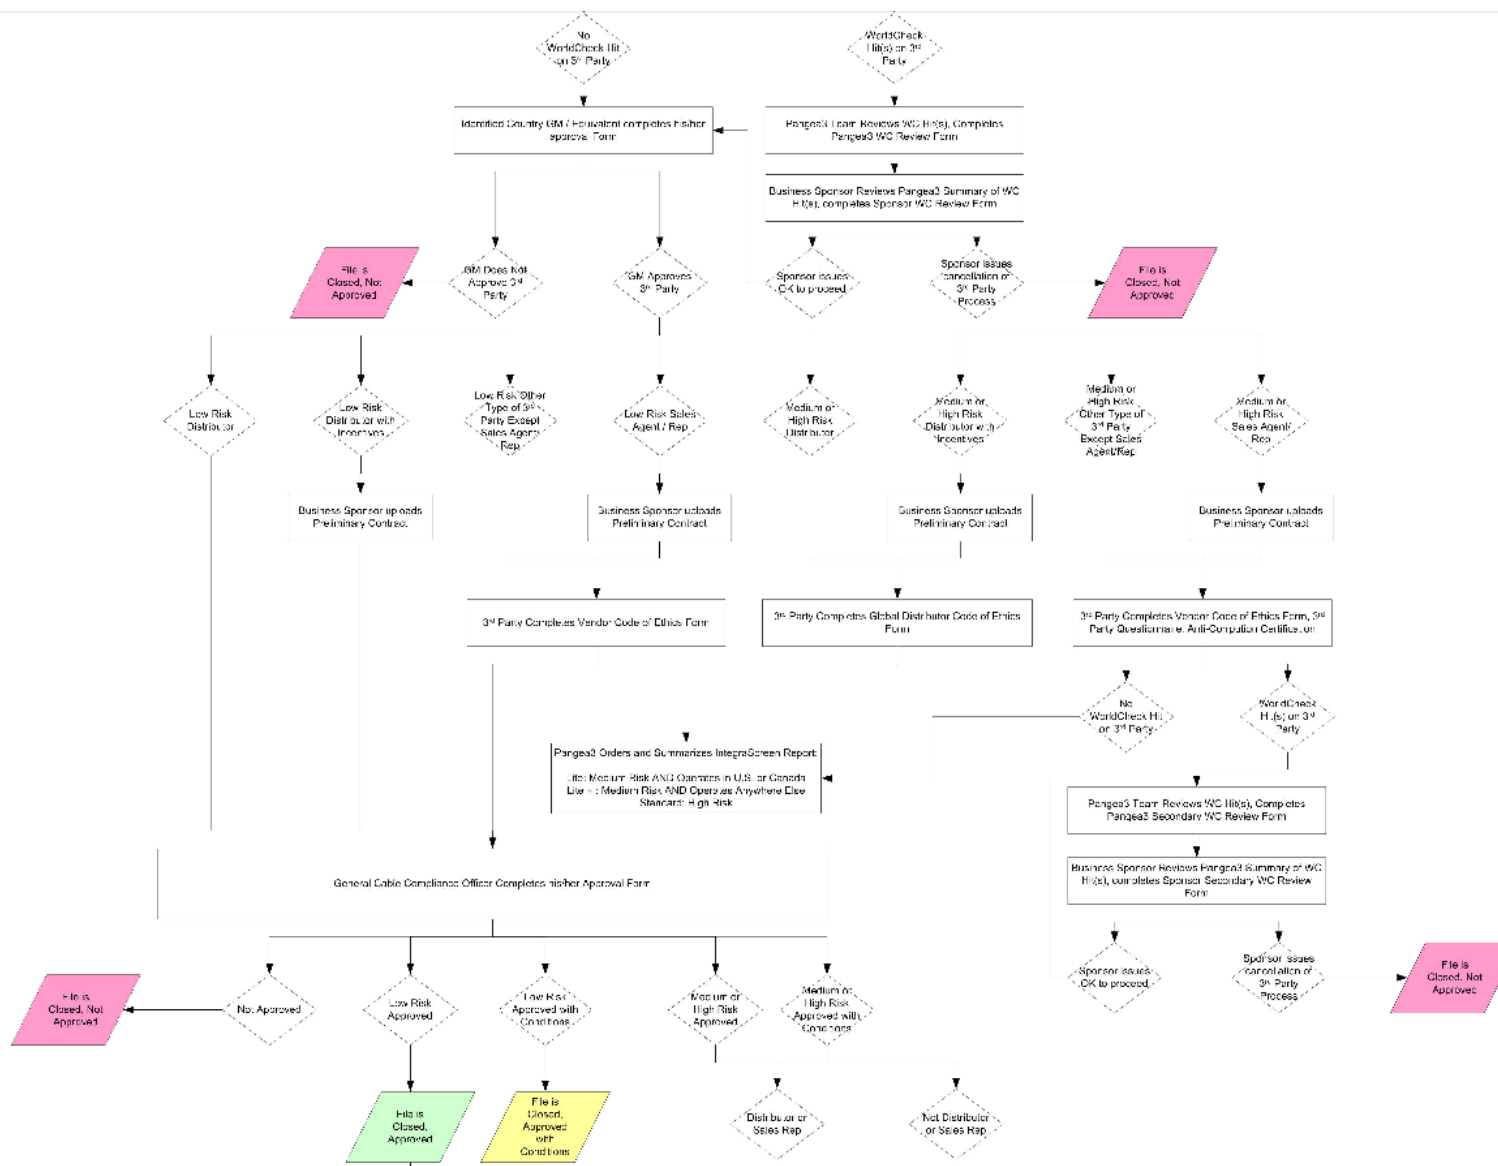 No
WorldCheck Hit
on 3rd Party
WorldCheck
Hit(s) on 3rd
Party
Identified Country GM / Equivalent completes his/her
approval Form
Pangea3 Team Reviews WC Hit(s), Completes
Pangea3 WC Review Form
Business Sponsor Reviews Pangea3 Summary of WC
Hit(s), completes Sponsor WC Review Form
File is
Closed, Not
Approved
GM Does Not
Approve 3rd
Party
GM Approves
3rd Party
Sponsor issues
OK to proceed
Sponsor issues
cancellation of
3rd Party
Process
File is
Closed, Not
Approved
Low Risk
Distributor
Low Risk
Distributor with
Incentives
Low Risk Other
Type of 3rd
Party Except
Sales Agent/
Rep
Low Risk Sales
Agent / Rep
Medium or
High Risk
Distributor
Medium or
High Risk
Distributor with
Incentives
Medium or
High Risk
Other Type of
3rd Party
Except Sales
Agent/Rep
Medium or
High Risk
Sales Agent/
Rep
Business Sponsor uploads
Preliminary Contract
Business Sponsor uploads
Preliminary Contract
Business Sponsor uploads
Preliminary Contract
Business Sponsor uploads
Preliminary Contract
3rd Party Completes Vendor Code of Ethics Form
3rd Party Completes Global Distributor Code of Ethics
Form
3rd Party Completes Vendor Code of Ethics Form, 3rd
Party Questionnaire, Anti-Corruption Certification
No
WorldCheck Hit
on 3rd Party
WorldCheck
Hit(s) on 3rd
Party
Pangea3 Orders and Summarizes IntegraScreen Report:
Lite: Medium Risk AND Operates in U.S. or Canada
Lite + : Medium Risk AND Operates Anywhere Else
Standard: High Risk
Pangea3 Team Reviews WC Hit(s), Completes
Pangea3 Secondary WC Review Form
Business Sponsor Reviews Pangea3 Summary of WC
Hit(s), completes Sponsor Secondary WC Review
Form
General Cable Compliance Officer Completes his/her Approval Form
Sponsor issues
OK to proceed
Sponsor issues
cancellation of
3rd Party
Process
File is
Closed, Not
Approved
File is
Closed, Not
Approved
Not Approved
Low Risk
Approved
Low Risk
Approved with
Conditions
Medium or
High Risk
Approved
Medium or
High Risk
Approved with
Conditions
File is
Closed,
Approved
File is
Closed,
Approved
with
Conditions
Distributor or
Sales Rep
Not Distributor
or Sales Rep